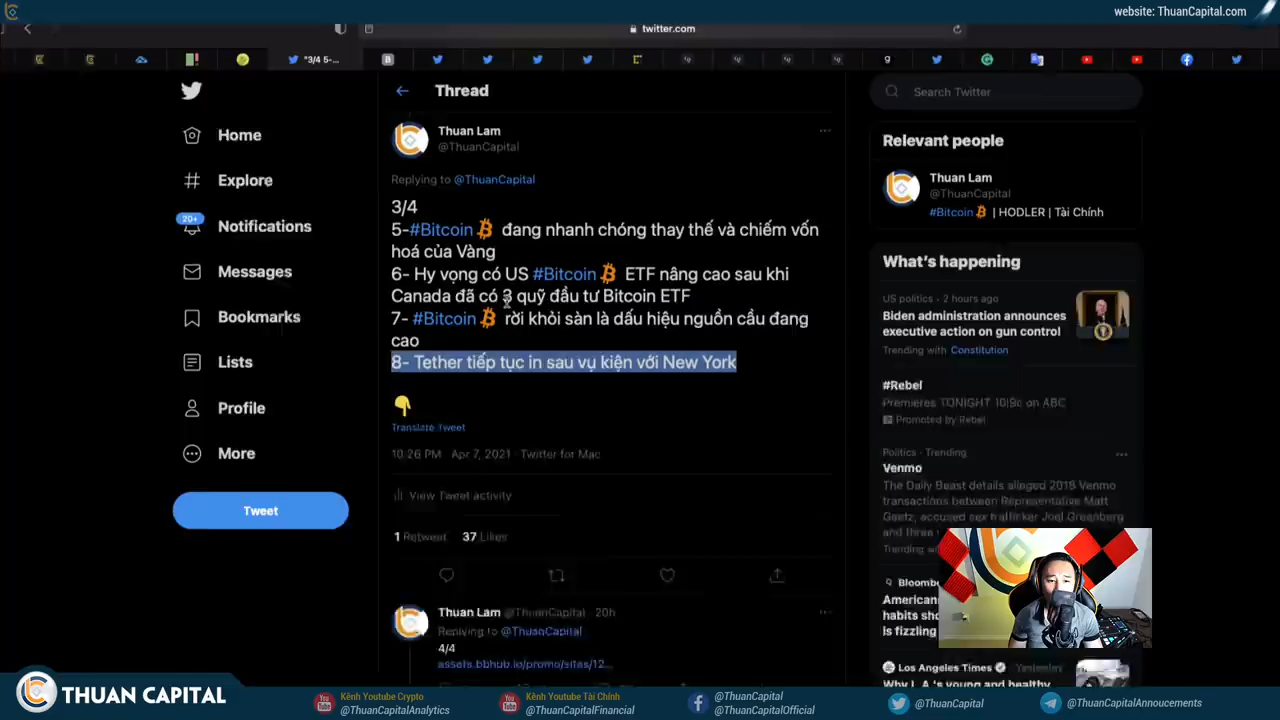 website: ThuanCapital.com
twitter.com
"3/4 5-...
Thread
Search Twitter
Home
Explore
20+
Notifications
Messages
Bookmarks
Lists
Profile
More
Tweet
Thuan Lam
@ThuanCapital
Replying to @ThuanCapital
3/4
5-#Bitcoin đang nhanh chóng thay thế và chiếm vốn
hoá của Vàng
6- Hy vọng có US #Bitcoin ETF nâng cao sau khi
Canada đã có 3 quỹ đầu tư Bitcoin ETF
7- #Bitcoin rời khỏi sàn là dấu hiệu nguồn cầu đang
cao
8- Tether tiếp tục in sau vụ kiện với New York
Translate Tweet
10:26 PM · Apr 7, 2021 · Twitter for Mac
View Tweet activity
1 Retweet 37 Likes
Thuan Lam @ThuanCapital · 20h
Replying to @ThuanCapital
4/4
assets.bbhub.io/promo/sites/12...
Relevant people
Thuan Lam
@ThuanCapital
#Bitcoin | HODLER | Tài Chính
What's happening
US politics · 2 hours ago
Biden administration announces
executive action on gun control
Trending with Constitution
#Rebel
Premieres TONIGHT 10|9c on ABC
Promoted by Rebel
Politics · Trending
Venmo
The Daily Beast details alleged 2018 Venmo
transactions between Representative Matt
Gaetz, accused sex trafficker Joel Greenberg
and three
Trending
Bloomb
American
habits sh
is fizzling
Los Angeles Times Yesterday
Why L.A.'s young and healthy
THUAN CAPITAL
Kênh Youtube Crypto
@ThuanCapitalAnalytics
Kênh Youtube Tài Chính
@ThuanCapitalFinancial
@ThuanCapital
@ThuanCapitalOfficial
@ThuanCapital
@ThuanCapitalAnnoucements